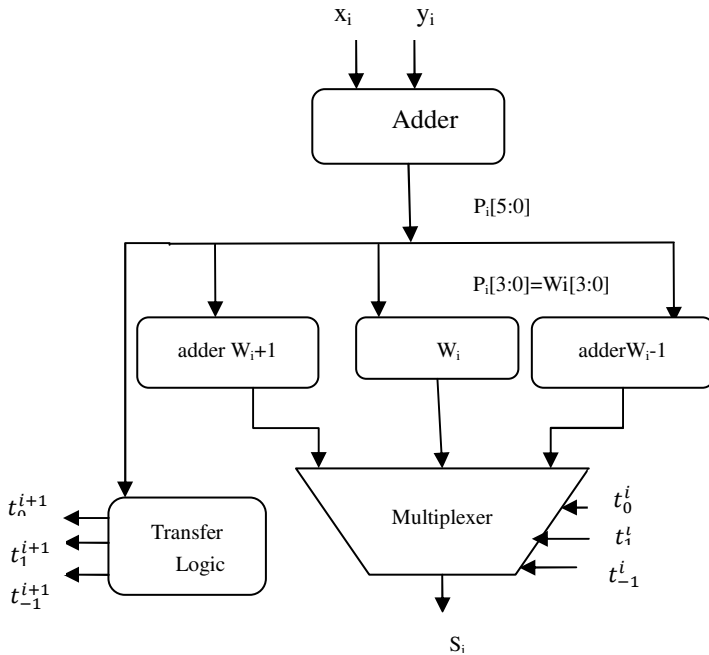 xᵢ yᵢ
Adder
Pᵢ[5:0]
Pᵢ[3:0]=Wi[3:0]
adder Wᵢ+1
Wᵢ
adderWᵢ-1
Multiplexer
t₀ⁱ
t₁ⁱ
t₋₁ⁱ
t₀ⁱ⁺¹
t₁ⁱ⁺¹
t₋₁ⁱ⁺¹
Transfer
Logic
Sᵢ